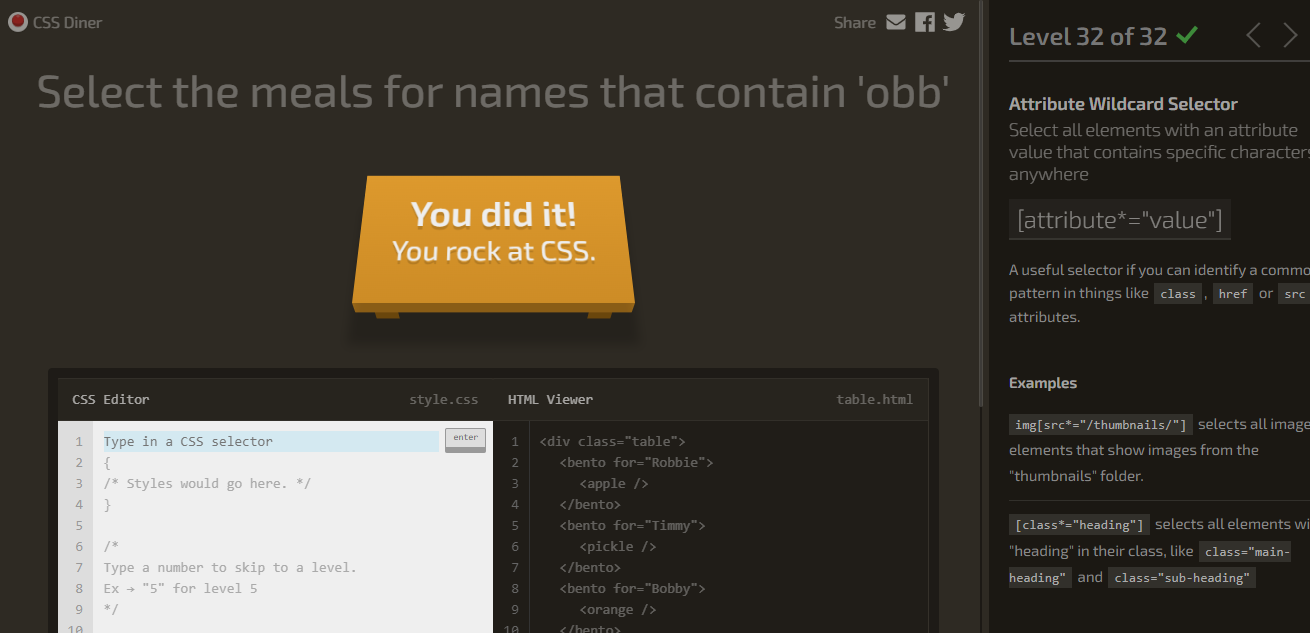 CSS Diner
Share
Select the meals for names that contain 'obb'
You did it!
You rock at CSS.
CSS Editor
style.css
HTML Viewer
table.html
1 Type in a CSS selector
enter
2 {
3 /* Styles would go here. */
4 }
5
6 /*
7 Type a number to skip to a level.
8 Ex → "5" for level 5
9 */
10
1 <div class="table">
2 <bento for="Robbie">
3 <apple />
4 </bento>
5 <bento for="Timmy">
6 <pickle />
7 </bento>
8 <bento for="Bobby">
9 <orange />
10 </bento>
Level 32 of 32
Attribute Wildcard Selector
Select all elements with an attribute
value that contains specific characters
anywhere
[attribute*="value"]
A useful selector if you can identify a commo
pattern in things like class , href or src
attributes.
Examples
img[src*="/thumbnails/"] selects all image
elements that show images from the
"thumbnails" folder.
[class*="heading"] selects all elements wi
"heading" in their class, like class="main-
heading" and class="sub-heading"